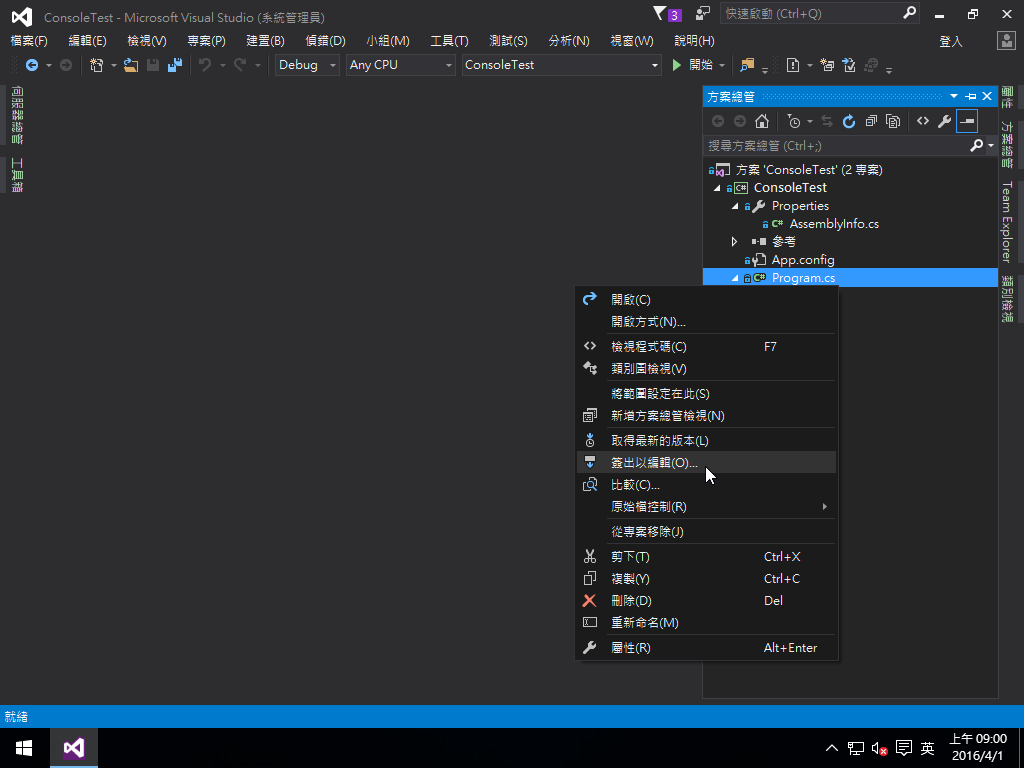 ConsoleTest - Microsoft Visual Studio (系統管理員)
3
快速啟動 (Ctrl+Q)
檔案(F) 編輯(E) 檢視(V) 專案(P) 建置(B) 偵錯(D) 小組(M) 工具(T) 測試(S) 分析(N) 視窗(W) 說明(H)
登入
Debug
Any CPU
ConsoleTest
開始
伺服器總管
工具箱
方案總管
搜尋方案總管 (Ctrl+;)
方案 'ConsoleTest' (2 專案)
C# ConsoleTest
Properties
C# AssemblyInfo.cs
參考
App.config
C# Program.cs
屬性
方案總管
Team Explorer
類別檢視
開啟(C)
開啟方式(N)...
檢視程式碼(C) F7
類別圖檢視(V)
將範圍設定在此(S)
新增方案總管檢視(N)
取得最新的版本(L)
簽出以編輯(O)...
比較(C)...
原始檔控制(R)
從專案移除(J)
剪下(T) Ctrl+X
複製(Y) Ctrl+C
刪除(D) Del
重新命名(M)
屬性(R) Alt+Enter
就緒
英
上午 09:00
2016/4/1